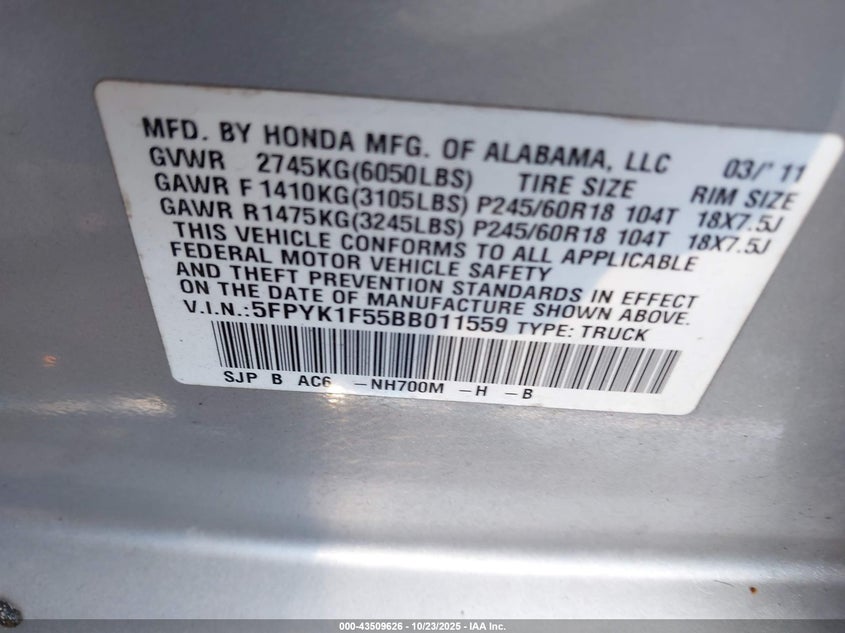 MFD. BY HONDA MFG. OF ALABAMA, LLC 03/'11
GVWR 2745KG(6050LBS) TIRE SIZE RIM SIZE
GAWR F 1410KG(3105LBS) P245/60R18 104T 18X7.5J
GAWR R1475KG(3245LBS) P245/60R18 104T 18X7.5J
THIS VEHICLE CONFORMS TO ALL APPLICABLE
FEDERAL MOTOR VEHICLE SAFETY
AND THEFT PREVENTION STANDARDS IN EFFECT
ON THE DATE OF MANUFACTURE SHOWN ABOVE.
V.I.N.:5FPYK1F55BB011559 TYPE: TRUCK
SJP B AC6 -NH700M -H -B
000-43509626 - 10/23/2025 - IAA Inc.